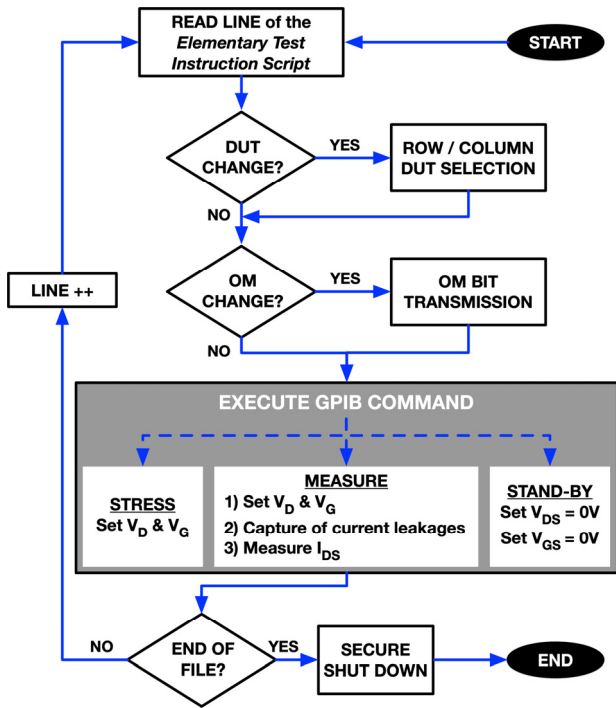 READ LINE of the
Elementary Test
Instruction Script
START
DUT
CHANGE?
YES
ROW / COLUMN
DUT SELECTION
NO
OM
CHANGE?
YES
OM BIT
TRANSMISSION
LINE ++
NO
EXECUTE GPIB COMMAND
STRESS
Set VD & VG
MEASURE
1) Set VD & VG
2) Capture of current leakages
3) Measure IDS
STAND-BY
Set VDS = 0V
Set VGS = 0V
NO
END OF
FILE?
YES
SECURE
SHUT DOWN
END